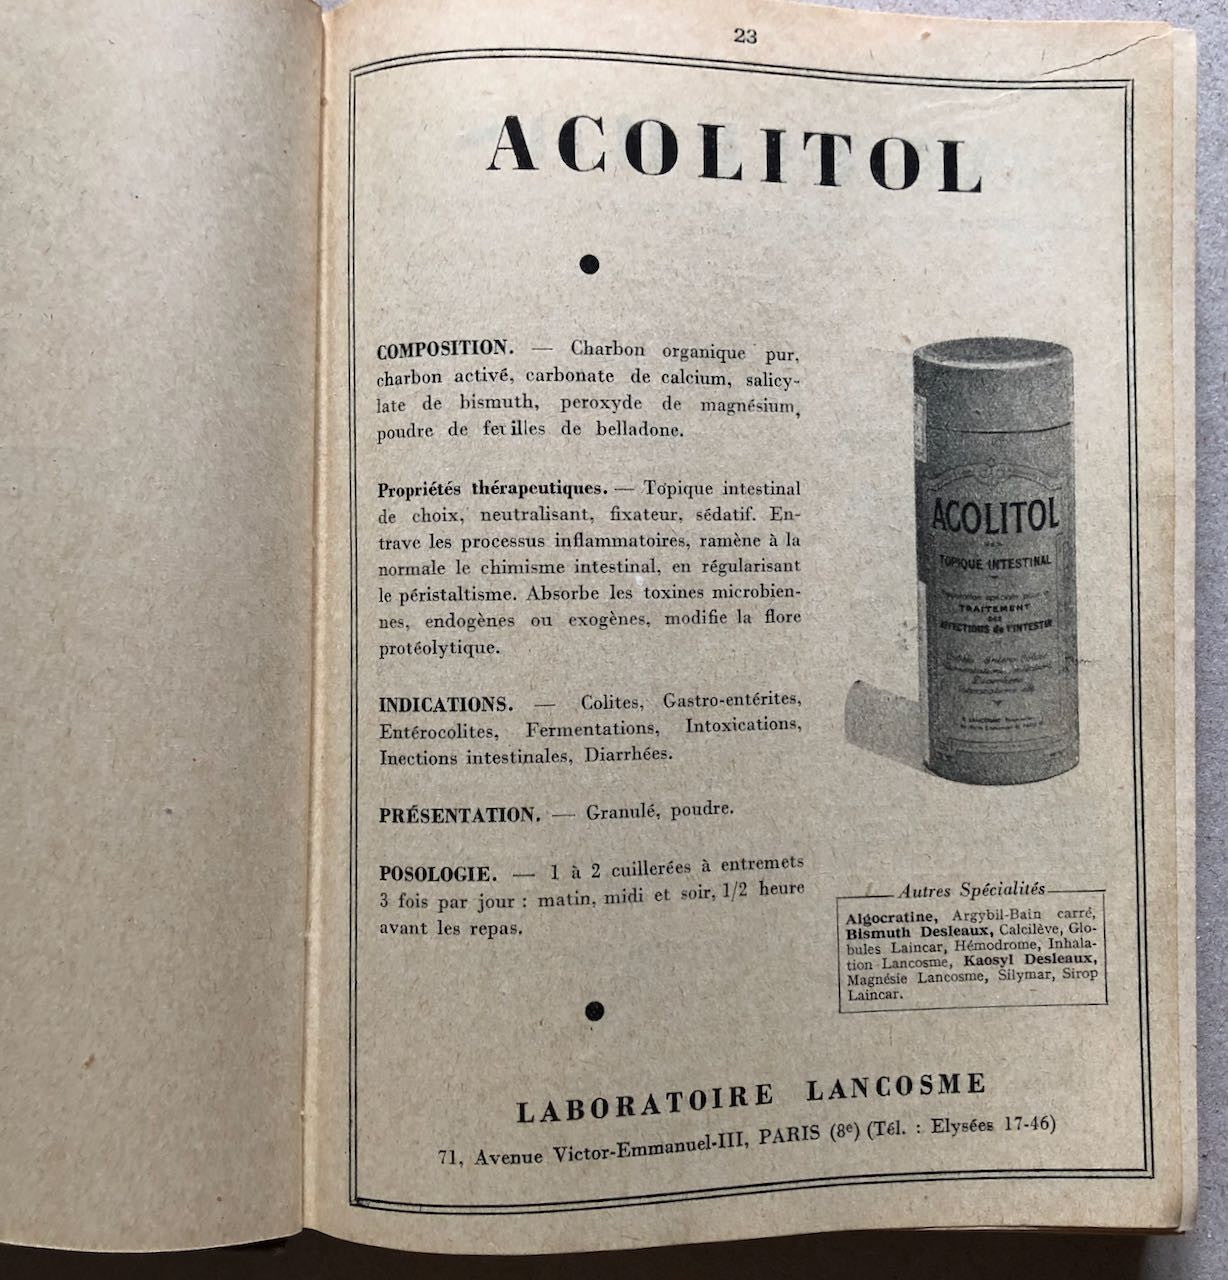 23
ACOLITOL
COMPOSITION. — Charbon organique pur,
charbon activé, carbonate de calcium, salicy-
late de bismuth, peroxyde de magnésium,
poudre de feuilles de belladone.
Propriétés thérapeutiques. — Topique intestinal
de choix, neutralisant, fixateur, sédatif. En-
trave les processus inflammatoires, ramène à la
normale le chimisme intestinal, en régularisant
le péristaltisme. Absorbe les toxines microbien-
nes, endogènes ou exogènes, modifie la flore
protéolytique.
INDICATIONS. — Colites, Gastro-entérites,
Entérocolites, Fermentations, Intoxications,
Inections intestinales, Diarrhées.
PRÉSENTATION. — Granulé, poudre.
POSOLOGIE. — 1 à 2 cuillerées à entremets
3 fois par jour : matin, midi et soir, 1/2 heure
avant les repas.
ACOLITOL
TOPIQUE INTESTINAL
TRAITEMENT
DES
AFFECTIONS de l'INTESTIN
Autres Spécialités
Algocratine, Argybil-Bain carré,
Bismuth Desleaux, Calcilève, Glo-
bules Laincar, Hémodrome, Inhala-
tion Lancosme, Kaosyl Desleaux,
Magnésie Lancosme, Silymar, Sirop
Laincar.
LABORATOIRE LANCOSME
71, Avenue Victor-Emmanuel-III, PARIS (8e) (Tél. : Elysées 17-46)